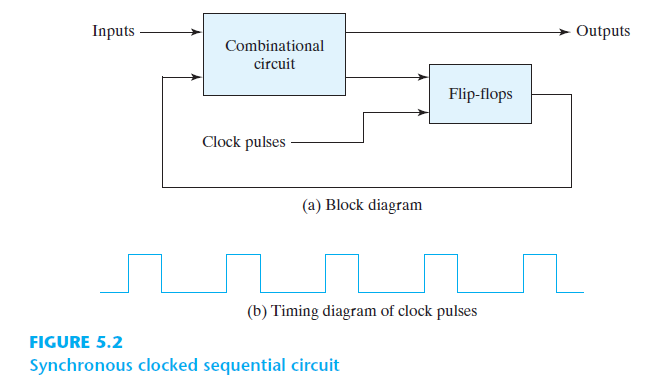 Inputs
Outputs
Combinational
circuit
Flip-flops
Clock pulses
(a) Block diagram
(b) Timing diagram of clock pulses
FIGURE 5.2
Synchronous clocked sequential circuit